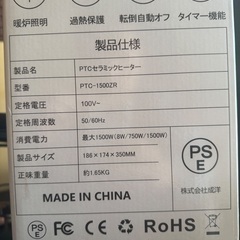 暖炉照明 過熱保護 転倒自動オフ タイマー機能
製品仕様
製品名 PTCセラミックヒーター
型番 PTC-1500ZR
定格電圧 100V~
定格周波数 50/60Hz
消費電力 最大1500W(8W/750W/1500W)
製品サイズ 186×174×350MM
正味重量 約1.65KG
PS
E
株式会社成洋
MADE IN CHINA
PS
E
CE FC RoHS